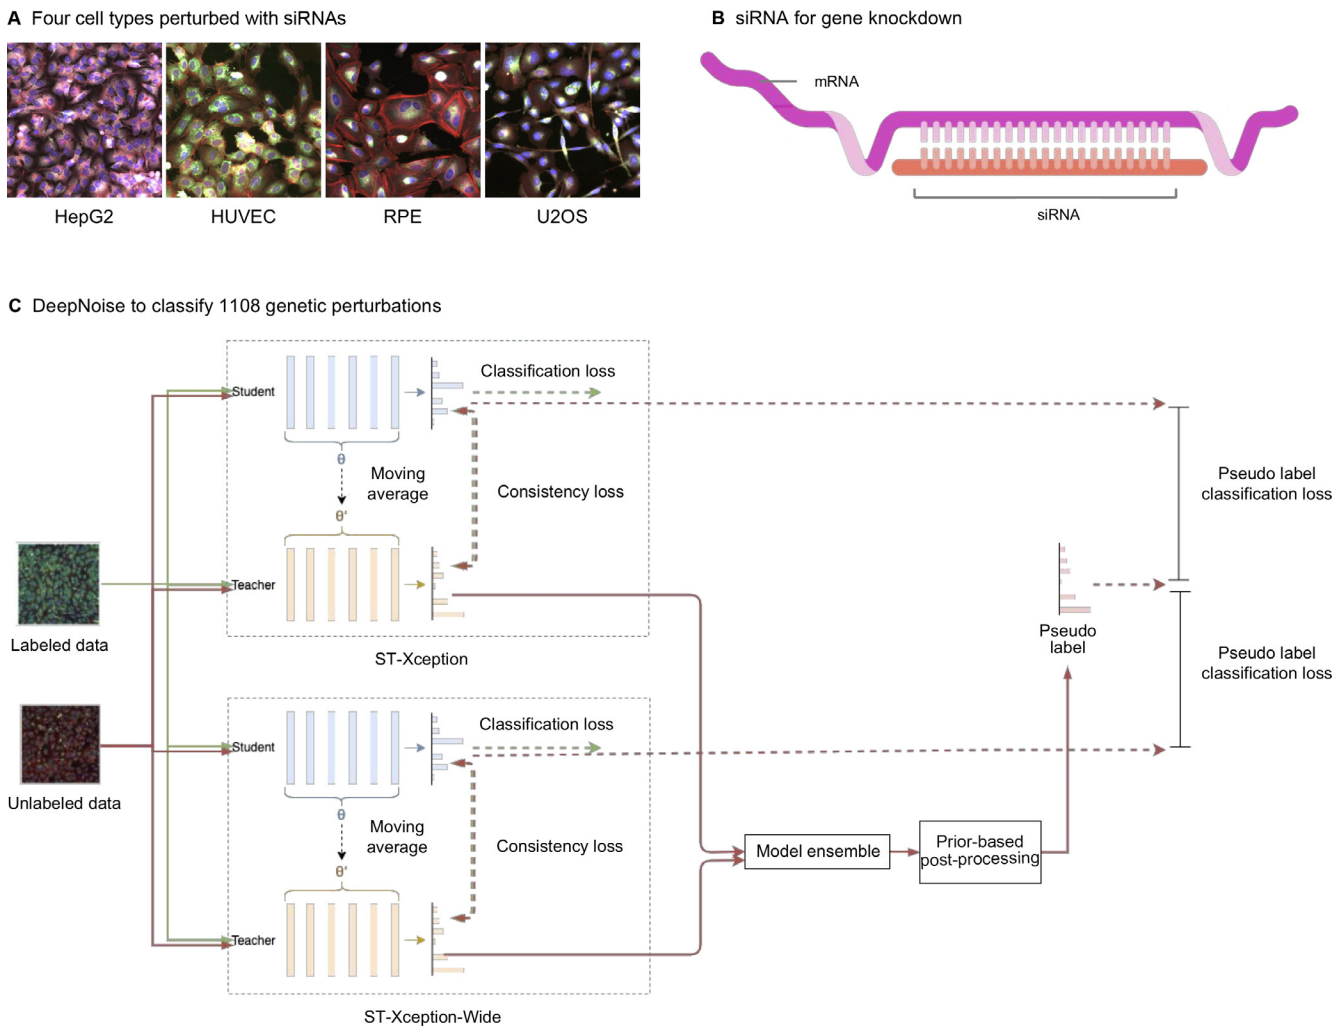 A Four cell types perturbed with siRNAs
HepG2
HUVEC
RPE
U2OS
B siRNA for gene knockdown
mRNA
siRNA
C DeepNoise to classify 1108 genetic perturbations
Student
Classification loss
θ
Moving
average
Consistency loss
θ'
Teacher
ST-Xception
Labeled data
Unlabeled data
Student
Classification loss
θ
Moving
average
Consistency loss
θ'
Teacher
ST-Xception-Wide
Model ensemble
Prior-based
post-processing
Pseudo
label
Pseudo label
classification loss
Pseudo label
classification loss